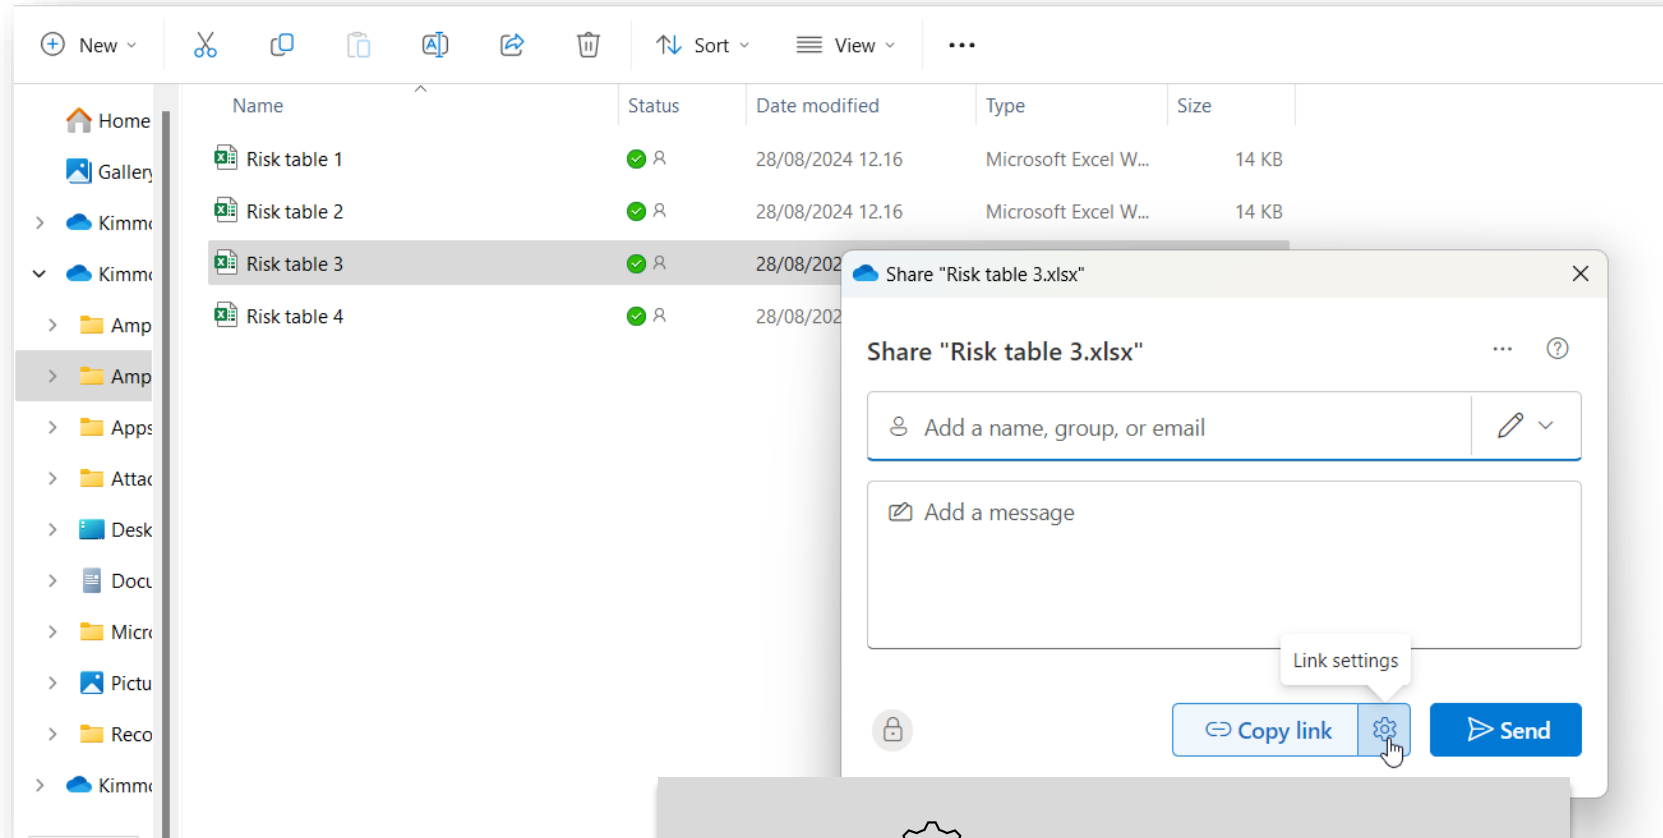 New Sort View
Name Status Date modified Type Size
Home
Gallery
Kimmo
Kimmo
Amp
Amp
Apps
Attac
Desk
Docu
Micro
Pictu
Reco
Kimmo
Risk table 1 28/08/2024 12.16 Microsoft Excel W... 14 KB
Risk table 2 28/08/2024 12.16 Microsoft Excel W... 14 KB
Risk table 3 28/08/202
Risk table 4 28/08/202
Share "Risk table 3.xlsx"
Share "Risk table 3.xlsx"
Add a name, group, or email
Add a message
Link settings
Copy link Send